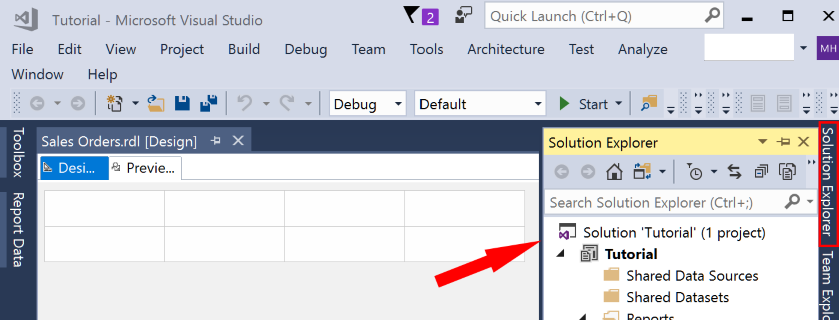 Tutorial - Microsoft Visual Studio
2
Quick Launch (Ctrl+Q)
File Edit View Project Build Debug Team Tools Architecture Test Analyze
MH
Window Help
Debug Default Start
Toolbox
Report Data
Sales Orders.rdl [Design]
Desi... Previe...
Solution Explorer
Search Solution Explorer (Ctrl+;)
Solution 'Tutorial' (1 project)
Tutorial
Shared Data Sources
Shared Datasets
Reports
Solution Explorer
Team Explo